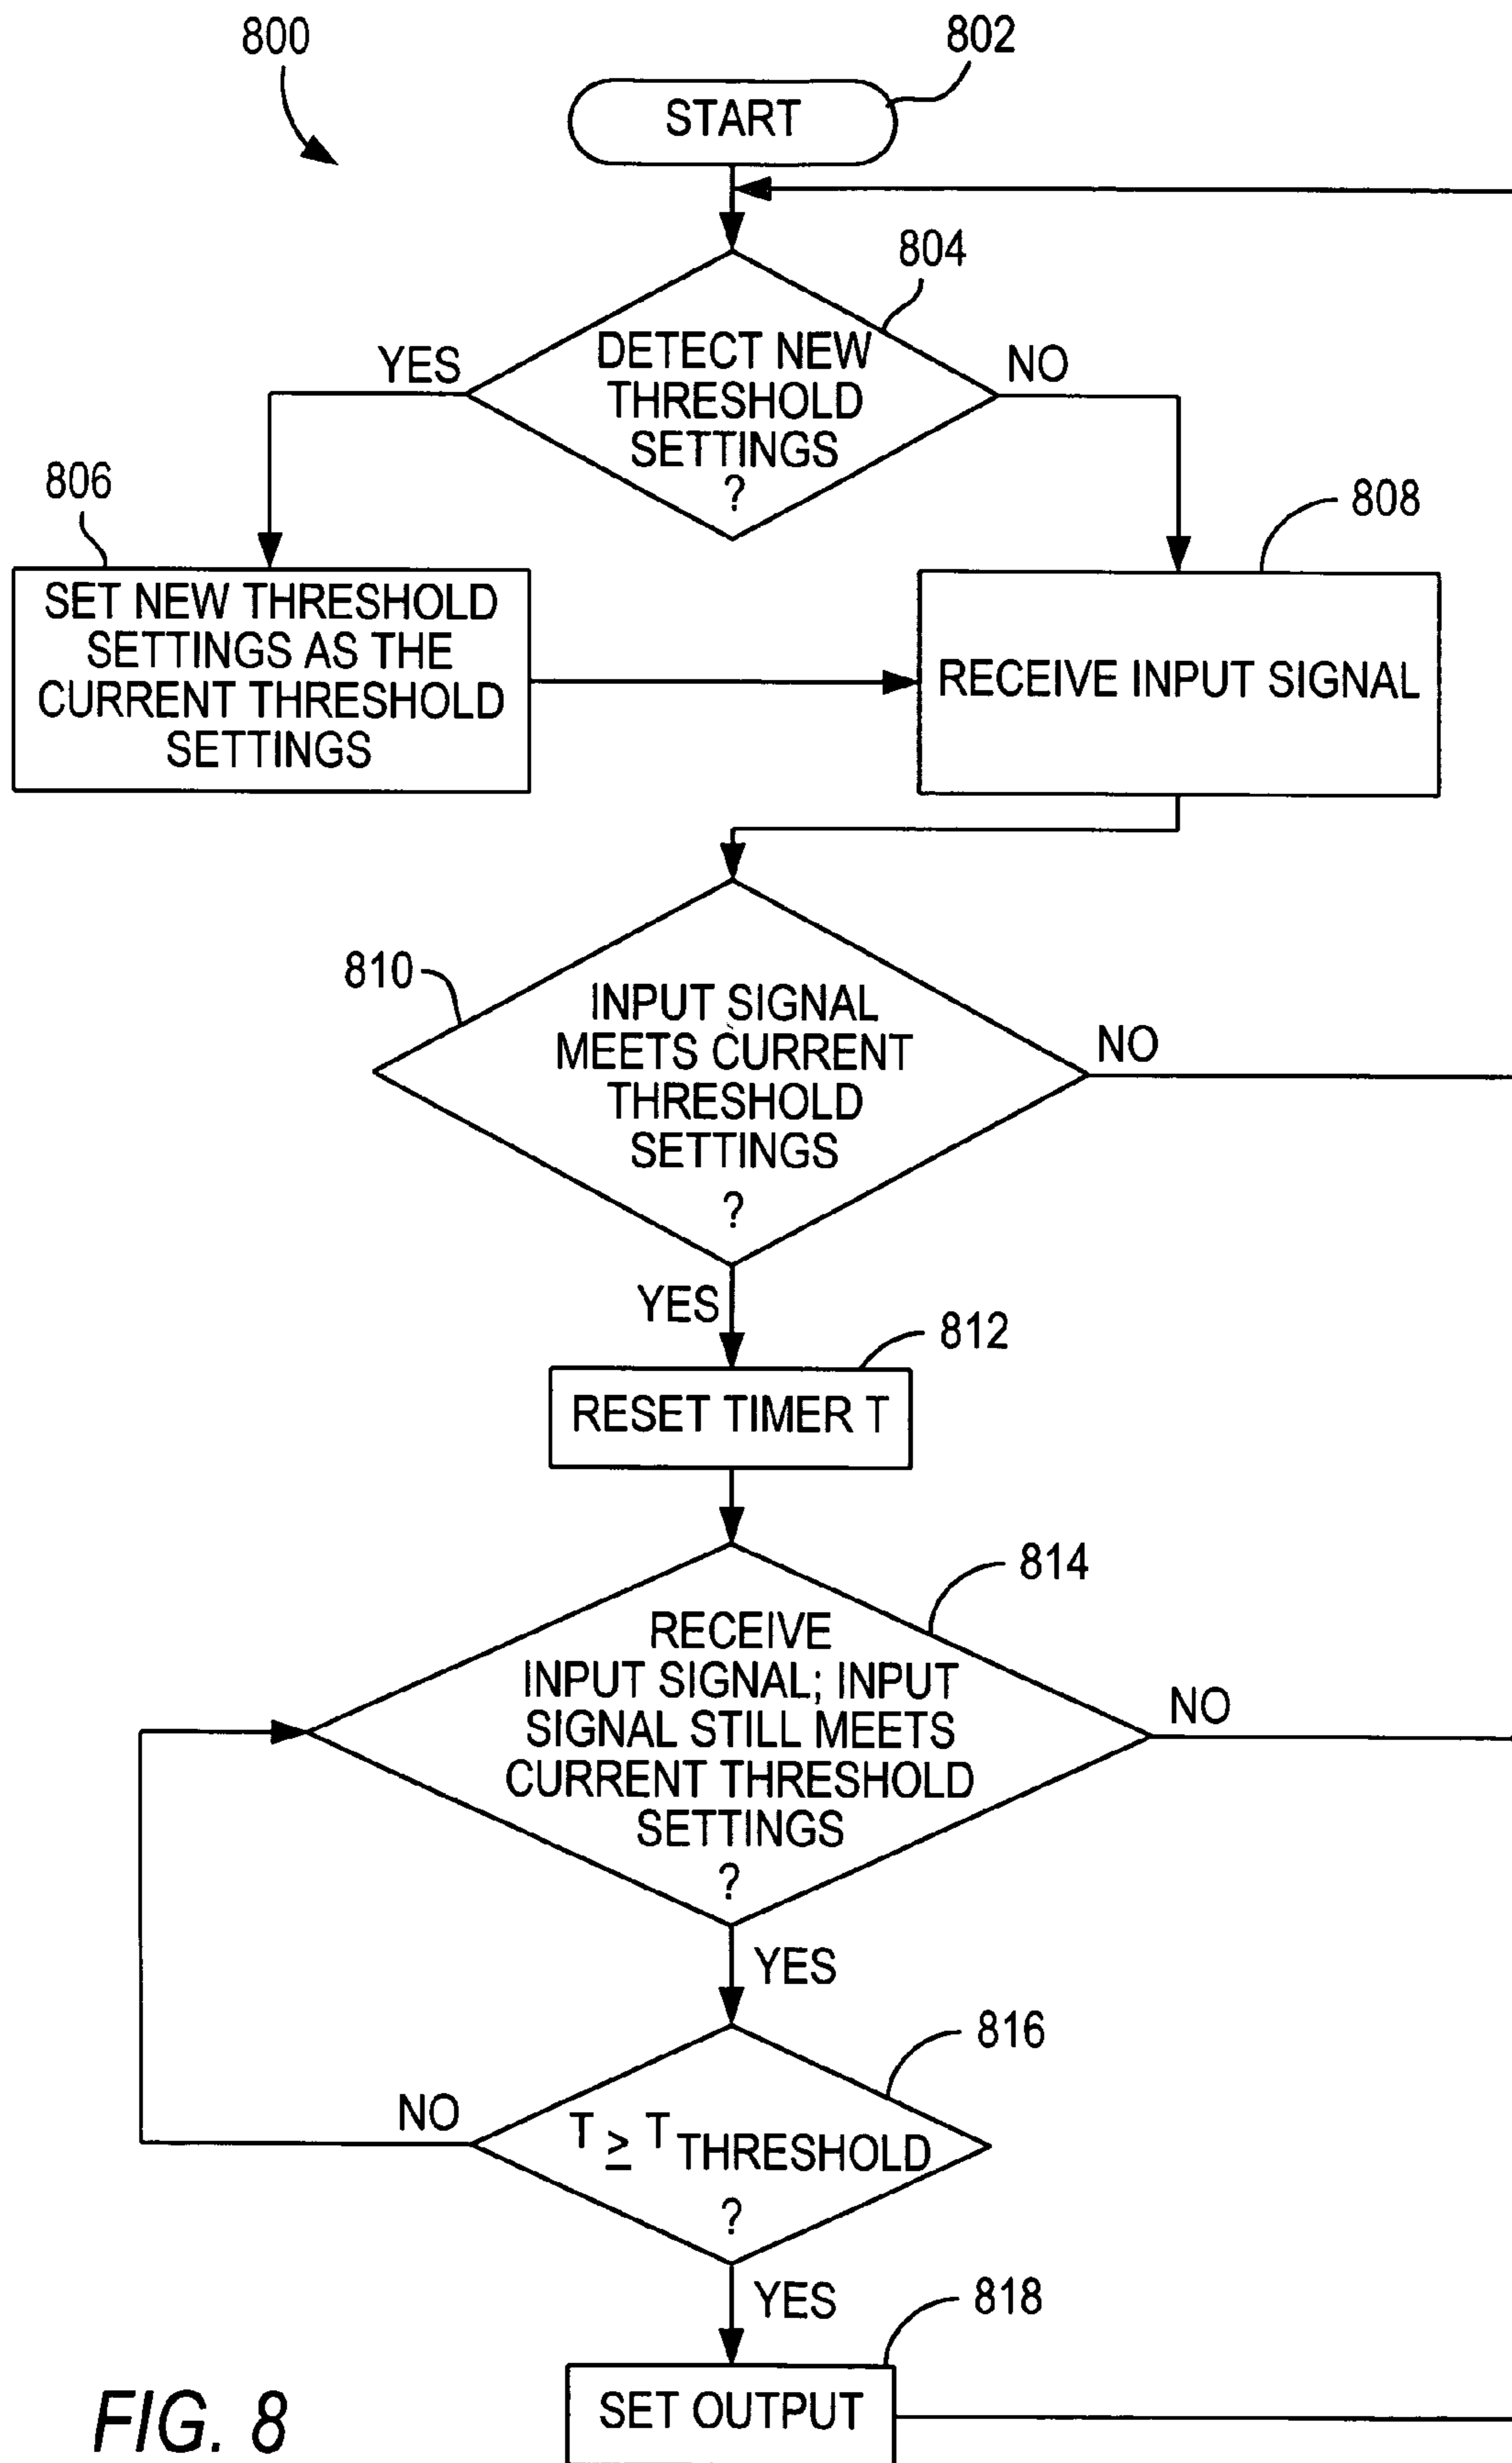 800
802
START
804
YES
DETECT NEW
THRESHOLD
SETTINGS
?
NO
806
808
SET NEW THRESHOLD
SETTINGS AS THE
CURRENT THRESHOLD
SETTINGS
RECEIVE INPUT SIGNAL
810
INPUT SIGNAL
MEETS CURRENT
THRESHOLD
SETTINGS
?
NO
YES
812
RESET TIMER T
814
RECEIVE
INPUT SIGNAL; INPUT
SIGNAL STILL MEETS
CURRENT THRESHOLD
SETTINGS
?
NO
YES
816
NO
T ≥ T THRESHOLD
?
YES
818
SET OUTPUT
FIG. 8